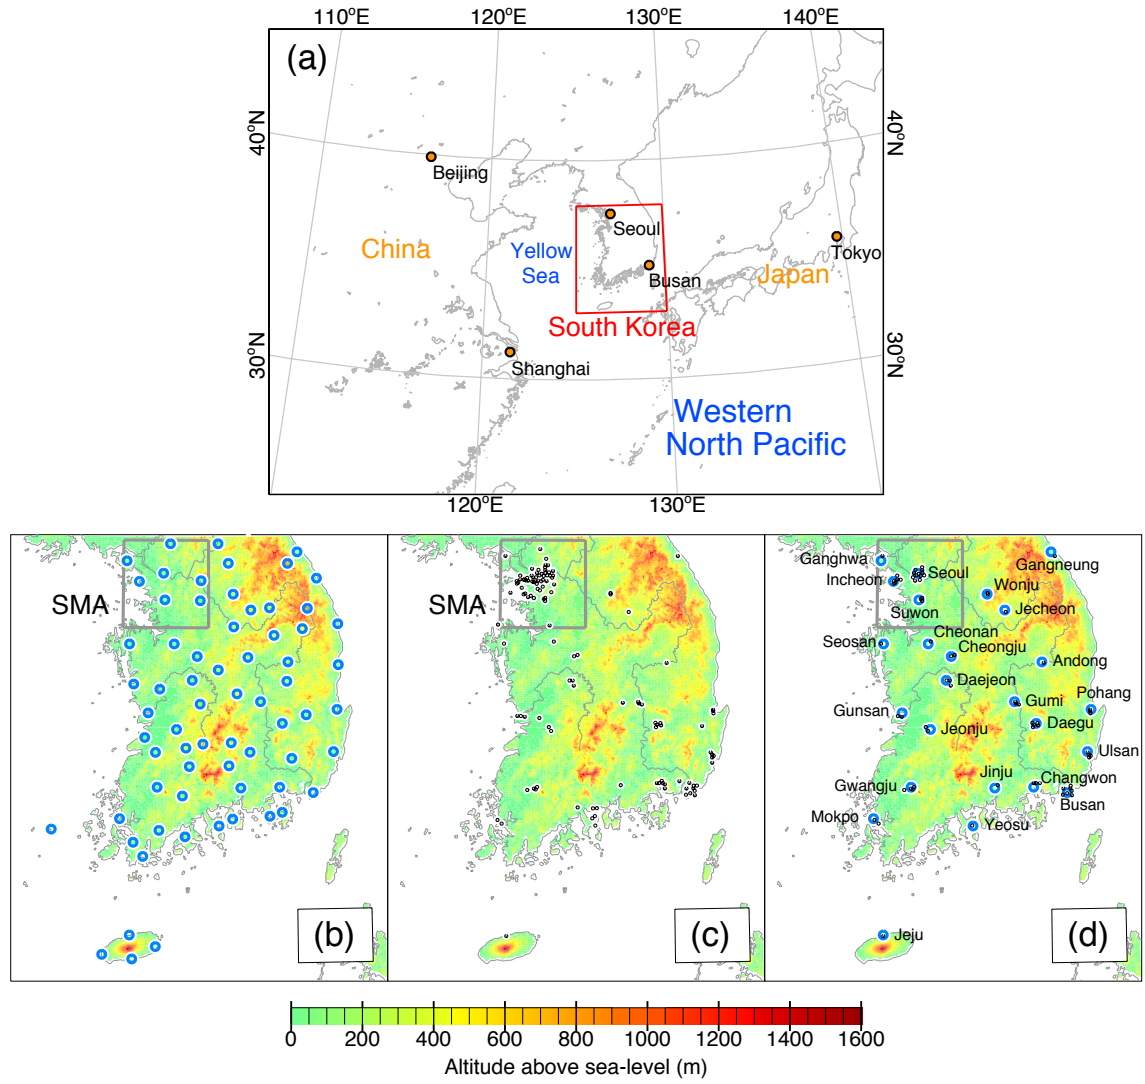 110°E 120°E 130°E 140°E
(a)
40°N
40°N
Beijing
Seoul
China
Yellow
Sea
Tokyo
Busan
Japan
South Korea
30°N
30°N
Shanghai
Western
North Pacific
120°E 130°E
SMA
(b)
SMA
(c)
Ganghwa
Gangneung
Incheon
Seoul
Wonju
Suwon
Jecheon
Cheonan
Seosan
Cheongju
Andong
Daejeon
Pohang
Gumi
Gunsan
Daegu
Jeonju
Ulsan
Jinju
Changwon
Gwangju
Busan
Mokpo
Yeosu
Jeju
(d)
0 200 400 600 800 1000 1200 1400 1600
Altitude above sea-level (m)